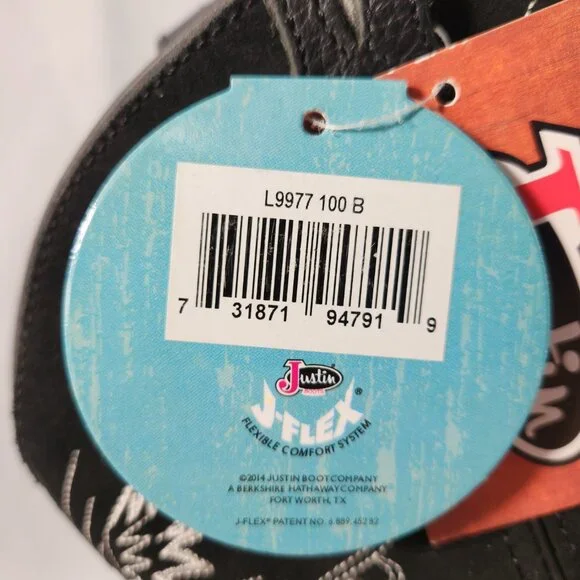 L9977 100 B
7 31871 94791 9
Justin
BOOTS
J-FLEX®
FLEXIBLE COMFORT SYSTEM
©2014 JUSTIN BOOT COMPANY
A BERKSHIRE HATHAWAY COMPANY
FORT WORTH, TX
J-FLEX® PATENT NO. 6.889.452 B2